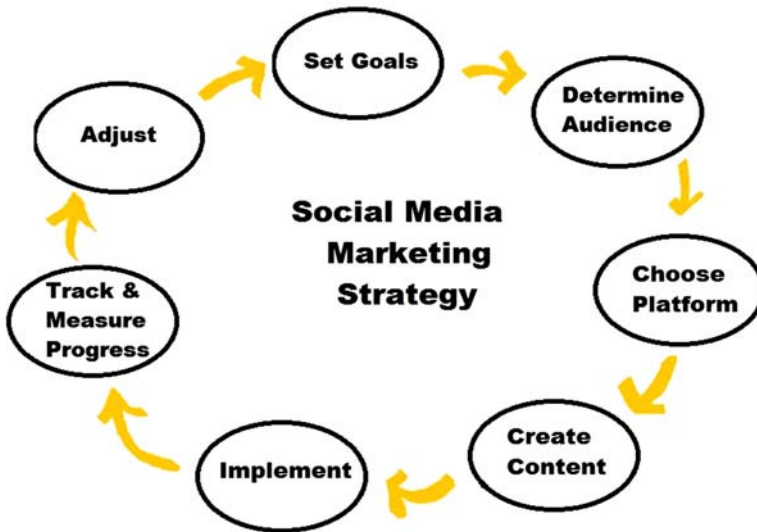 Set Goals
Determine
Audience
Choose
Platform
Create
Content
Implement
Track &
Measure
Progress
Adjust
Social Media
Marketing
Strategy